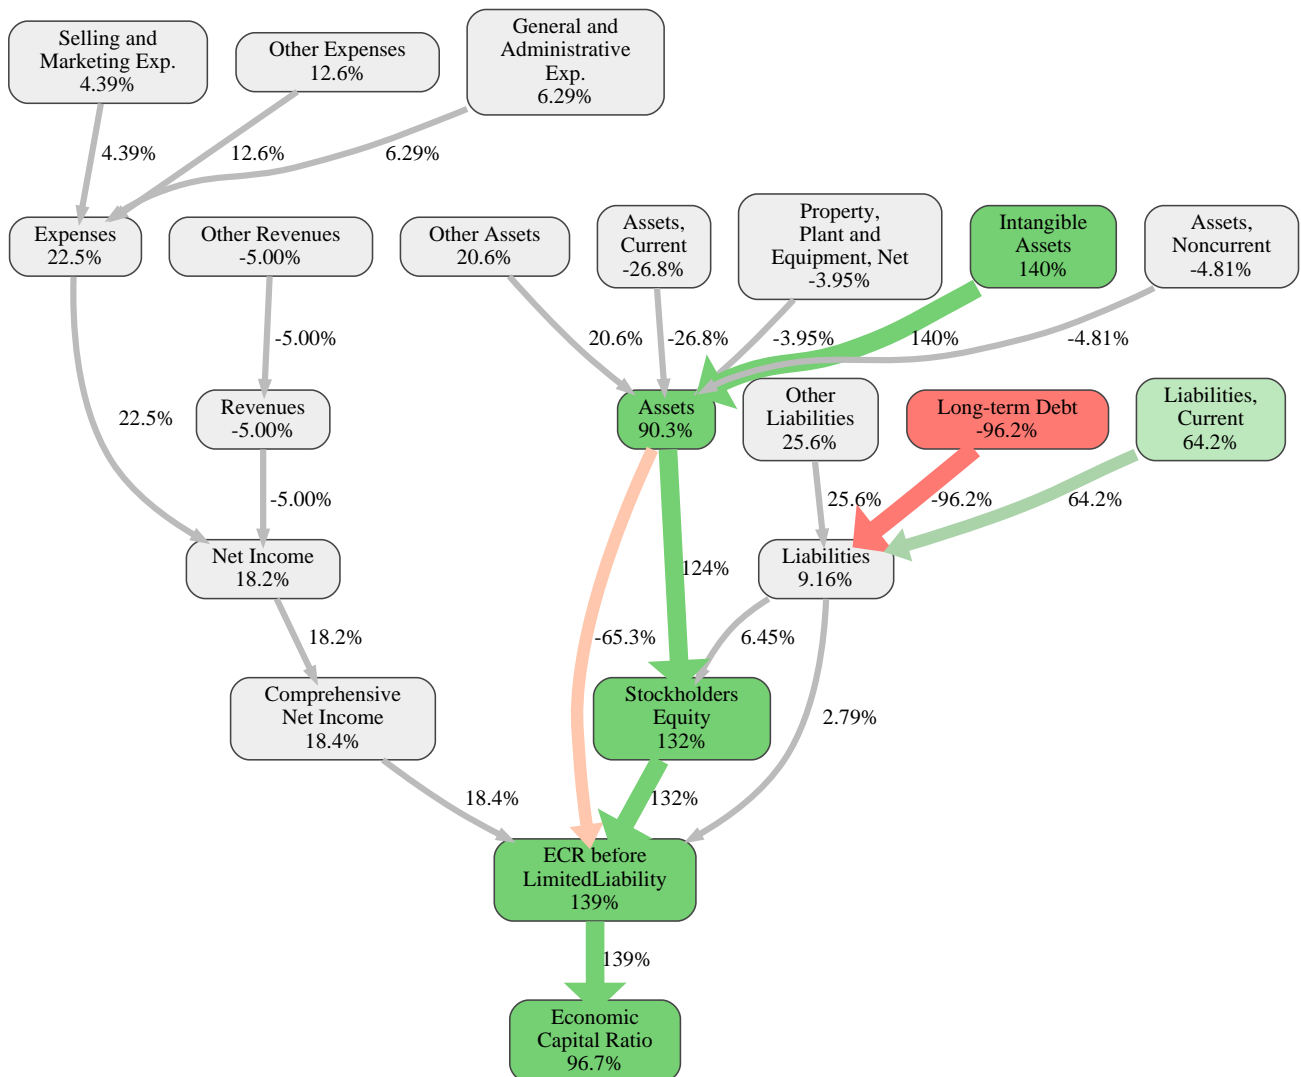 Selling and
Marketing Exp.
4.39%
Other Expenses
12.6%
General and
Administrative
Exp.
6.29%
4.39%
12.6%
6.29%
Expenses
22.5%
Other Revenues
-5.00%
Other Assets
20.6%
Assets,
Current
-26.8%
Property,
Plant and
Equipment, Net
-3.95%
Intangible
Assets
140%
Assets,
Noncurrent
-4.81%
-5.00%
20.6%
-26.8%
-3.95%
140%
-4.81%
22.5%
Revenues
-5.00%
Assets
90.3%
Other
Liabilities
25.6%
Long-term Debt
-96.2%
Liabilities,
Current
64.2%
-5.00%
25.6%
-96.2%
64.2%
Net Income
18.2%
124%
Liabilities
9.16%
18.2%
-65.3%
6.45%
Comprehensive
Net Income
18.4%
Stockholders
Equity
132%
2.79%
18.4%
132%
ECR before
LimitedLiability
139%
139%
Economic
Capital Ratio
96.7%